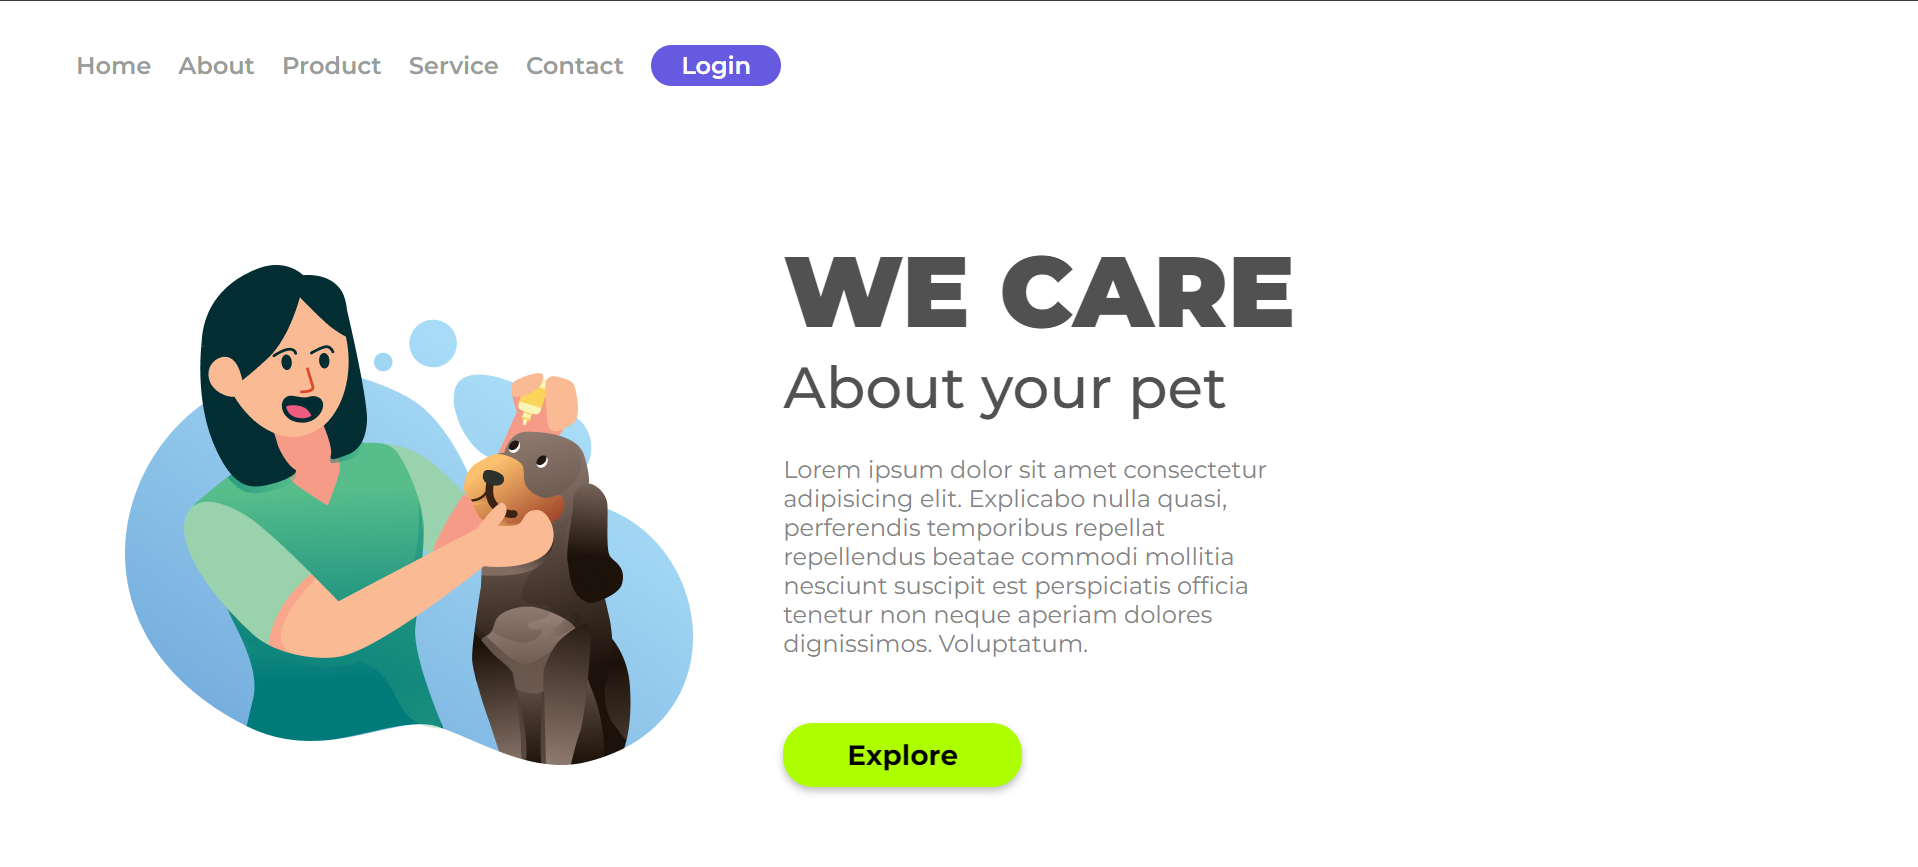 Home About Product Service Contact Login
WE CARE
About your pet
Lorem ipsum dolor sit amet consectetur
adipisicing elit. Explicabo nulla quasi,
perferendis temporibus repellat
repellendus beatae commodi mollitia
nesciunt suscipit est perspiciatis officia
tenetur non neque aperiam dolores
dignissimos. Voluptatum.
Explore